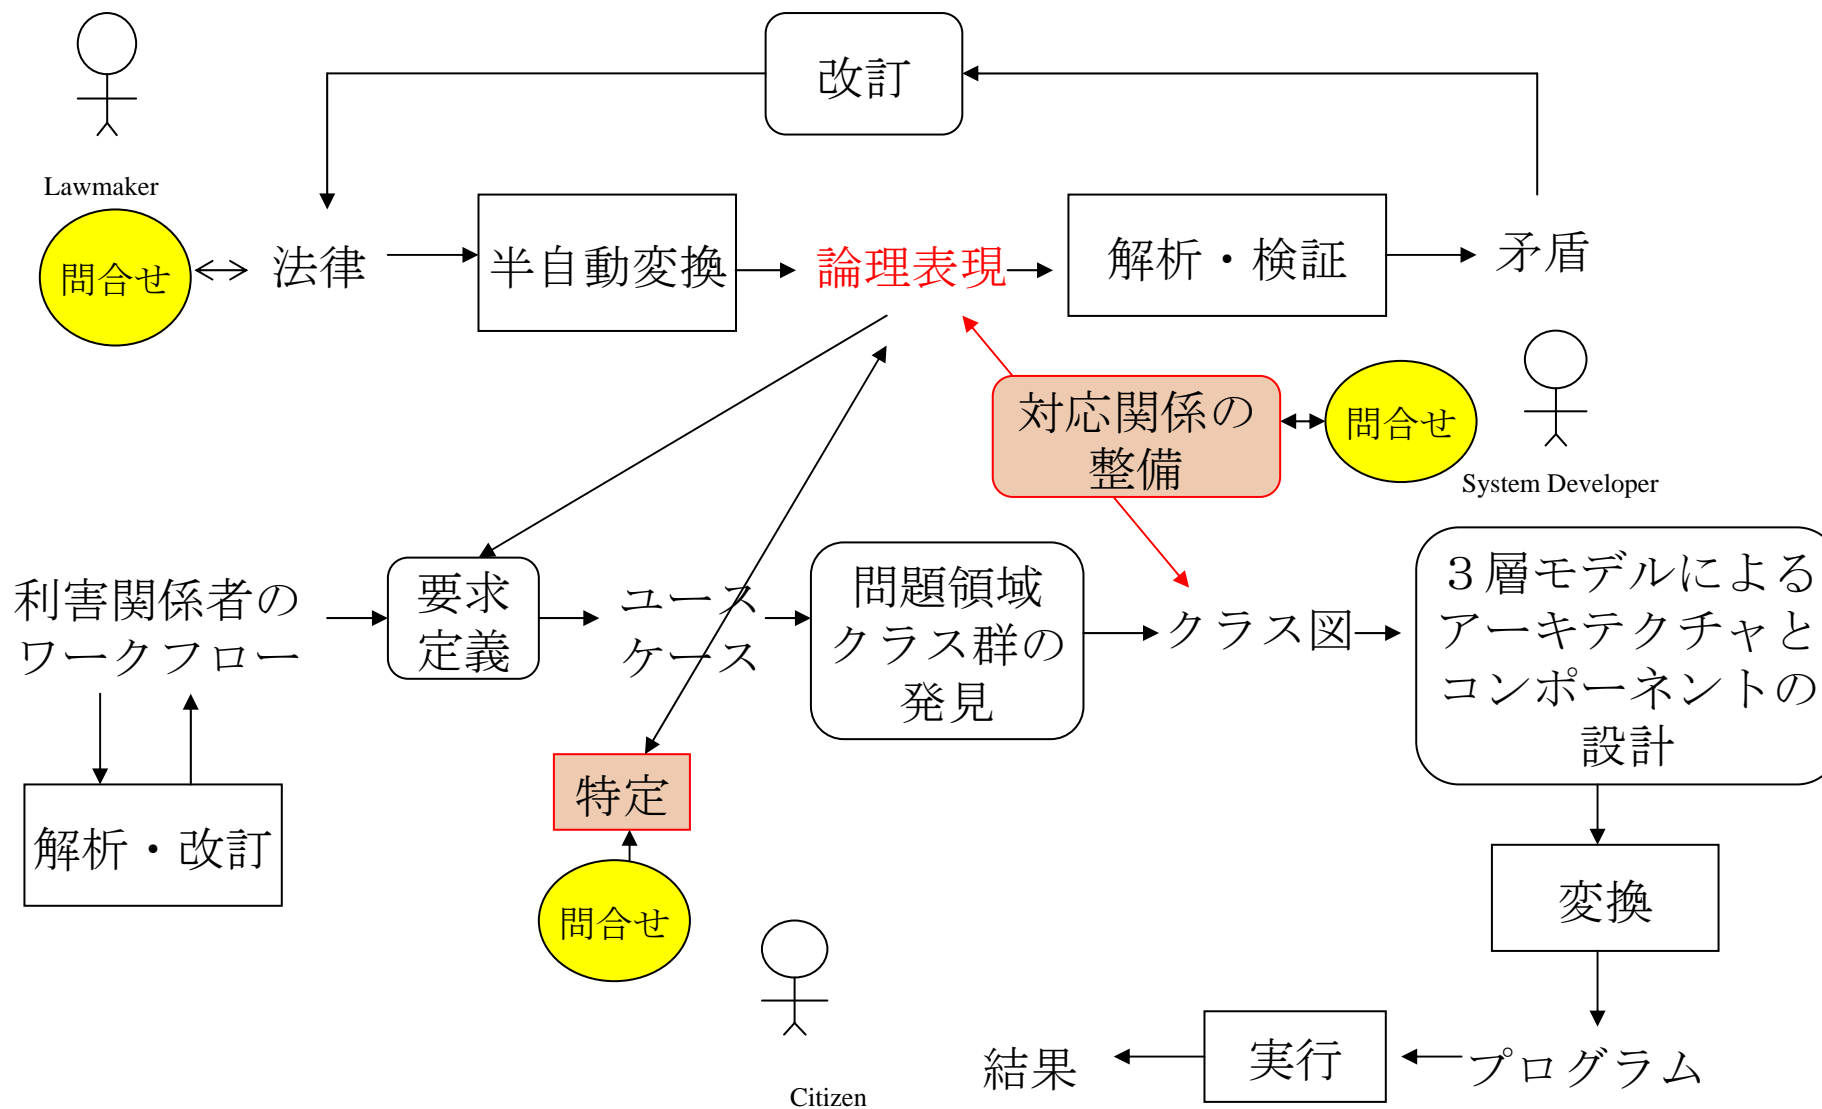 改訂
Lawmaker
問合せ
法律
半自動変換
論理表現
解析・検証
矛盾
対応関係の
整備
問合せ
System Developer
利害関係者の
ワークフロー
要求
定義
ユース
ケース
問題領域
クラス群の
発見
クラス図
３層モデルによる
アーキテクチャと
コンポーネントの
設計
特定
解析・改訂
問合せ
変換
Citizen
結果
実行
プログラム